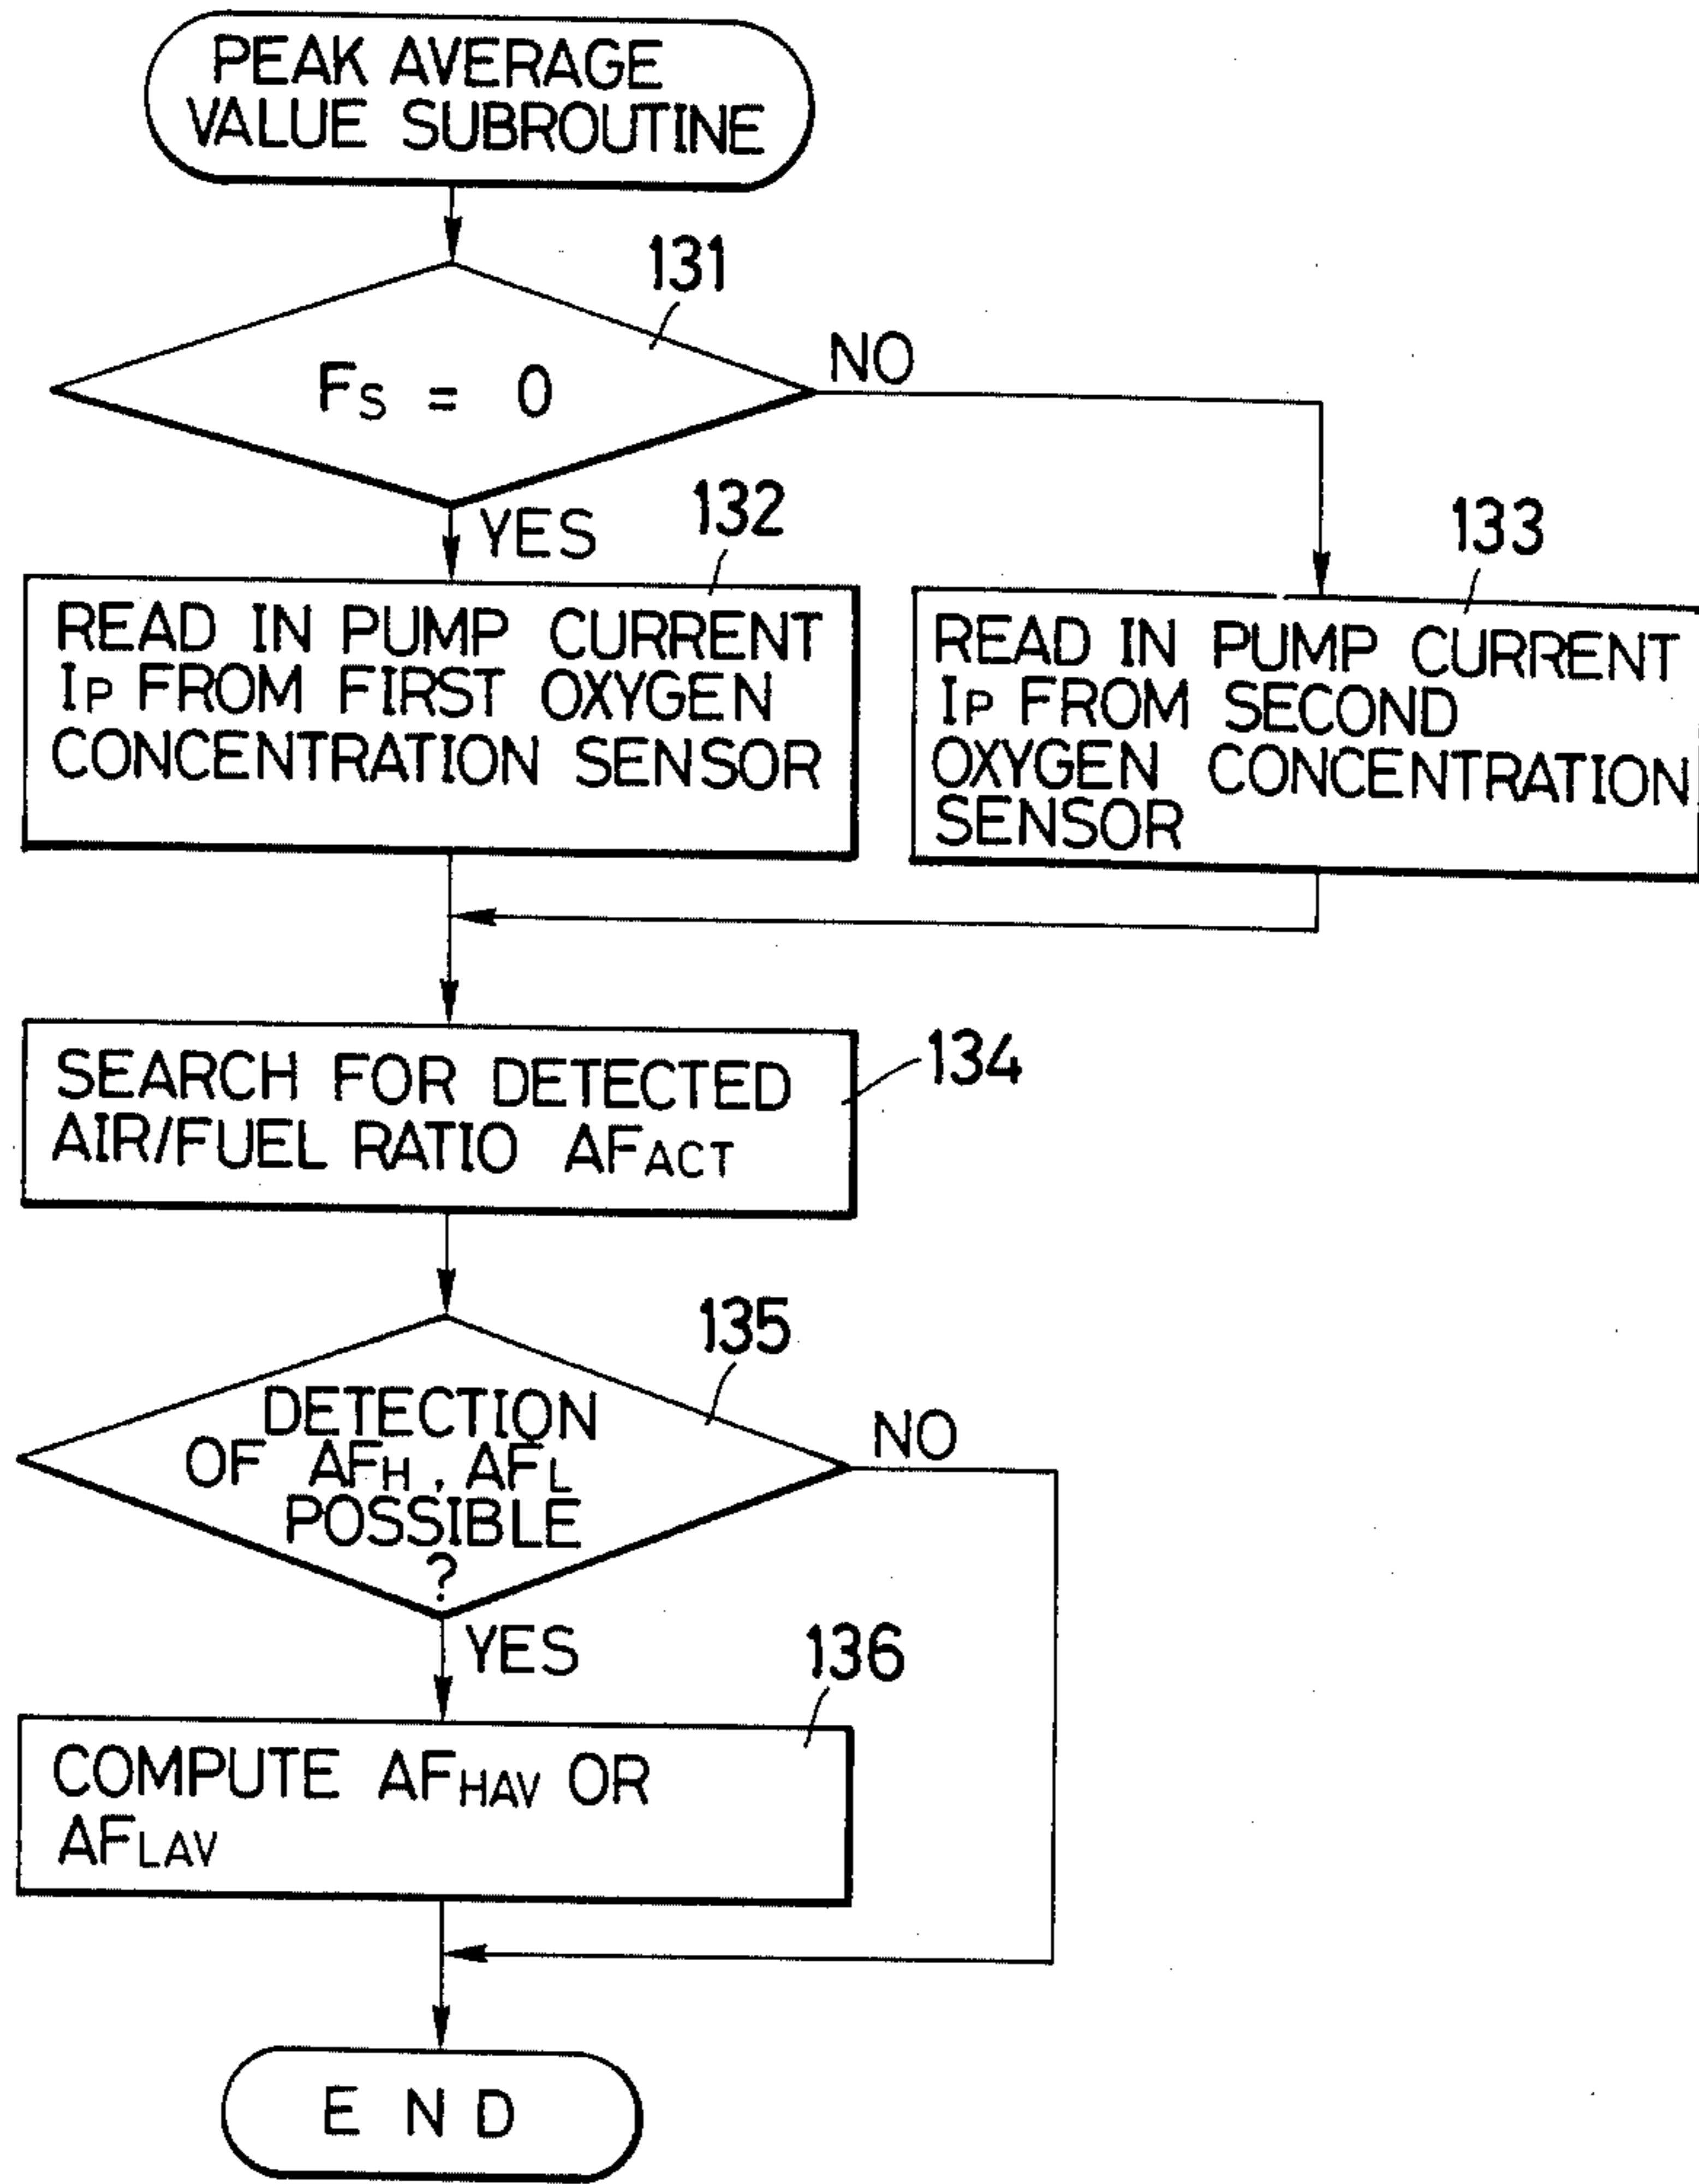 PEAK AVERAGE
VALUE SUBROUTINE
131
FS = 0
NO
YES
132
READ IN PUMP CURRENT
IP FROM FIRST OXYGEN
CONCENTRATION SENSOR
133
READ IN PUMP CURRENT
IP FROM SECOND
OXYGEN CONCENTRATION
SENSOR
134
SEARCH FOR DETECTED
AIR/FUEL RATIO AFACT
135
DETECTION
OF AFH, AFL
POSSIBLE
?
NO
YES
136
COMPUTE AFHAV OR
AFLAV
END